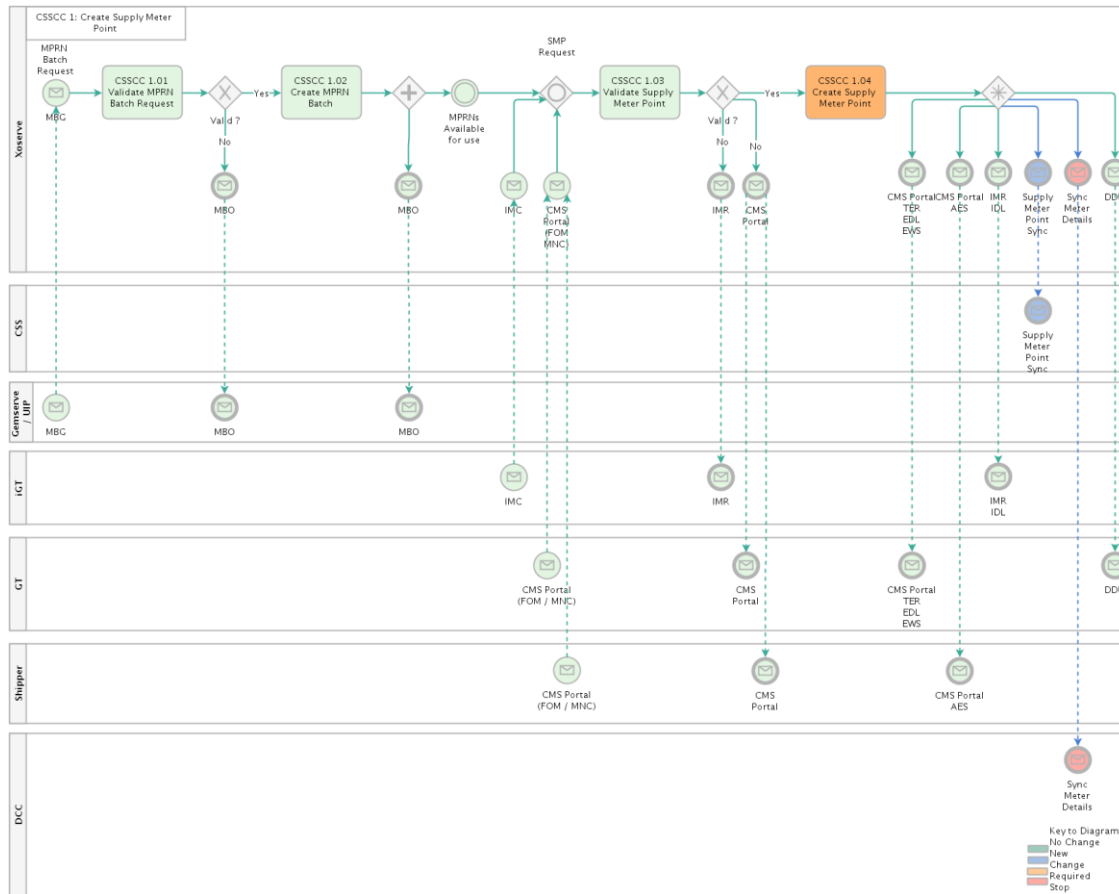 CSSCC 1: Create Supply Meter
Point
Xoserve
MPRN
Batch
Request
MBG
CSSCC 1.01
Validate MPRN
Batch Request
Valid ?
Yes
No
MBO
CSSCC 1.02
Create MPRN
Batch
MBO
MPRNs
Available
for use
SMP
Request
IMC
CMS
Portal
(FOM
MNC)
CSSCC 1.03
Validate Supply
Meter Point
Valid ?
Yes
No
No
IMR
CMS
Portal
CSSCC 1.04
Create Supply
Meter Point
CMS Portal
TER
EDL
EWS
CMS Portal
AES
IMR
IDL
Supply
Meter
Point
Sync
Sync
Meter
Details
CSS
Supply
Meter
Point
Sync
Gemserve
/ UIP
MBG
MBO
MBO
iGT
IMC
IMR
IMR
IDL
GT
CMS Portal
(FOM / MNC)
CMS
Portal
CMS Portal
TER
EDL
EWS
Shipper
CMS Portal
(FOM / MNC)
CMS
Portal
CMS Portal
AES
DCC
Sync
Meter
Details
Key to Diagram
No Change
New
Change
Required
Stop